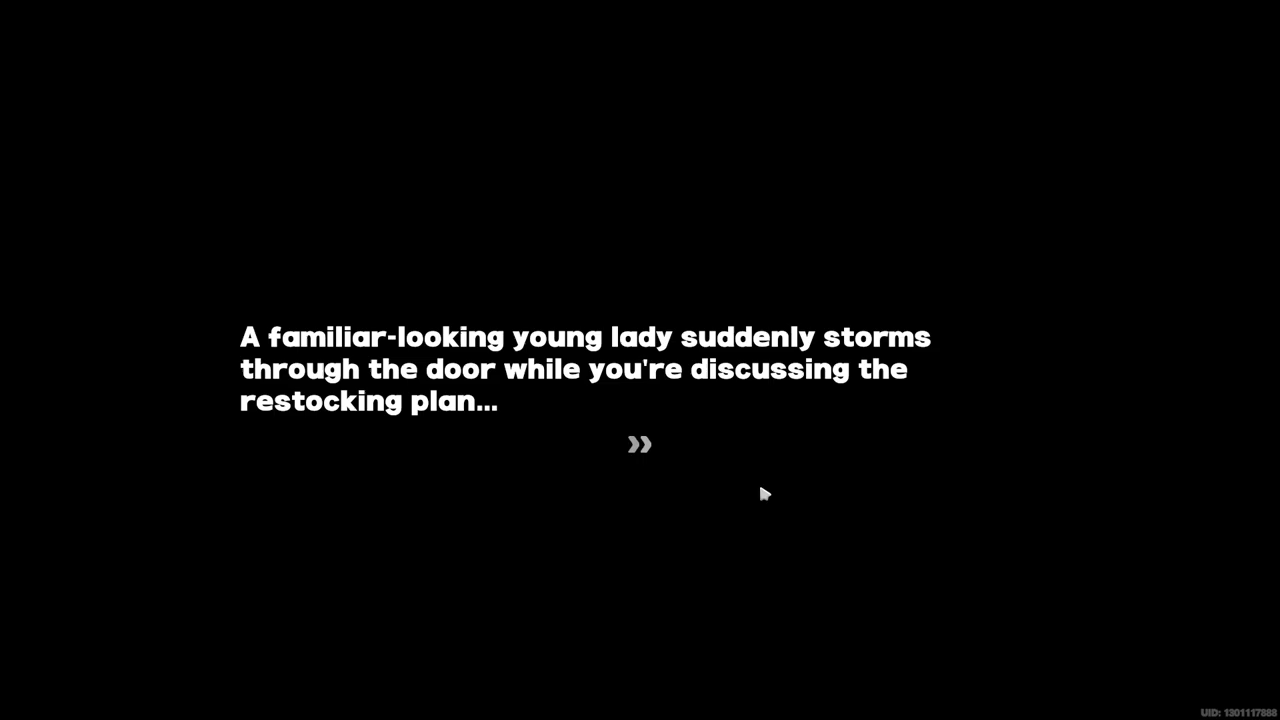 A familiar-looking young lady suddenly storms
through the door while you're discussing the
restocking plan...
UID: 1301117888